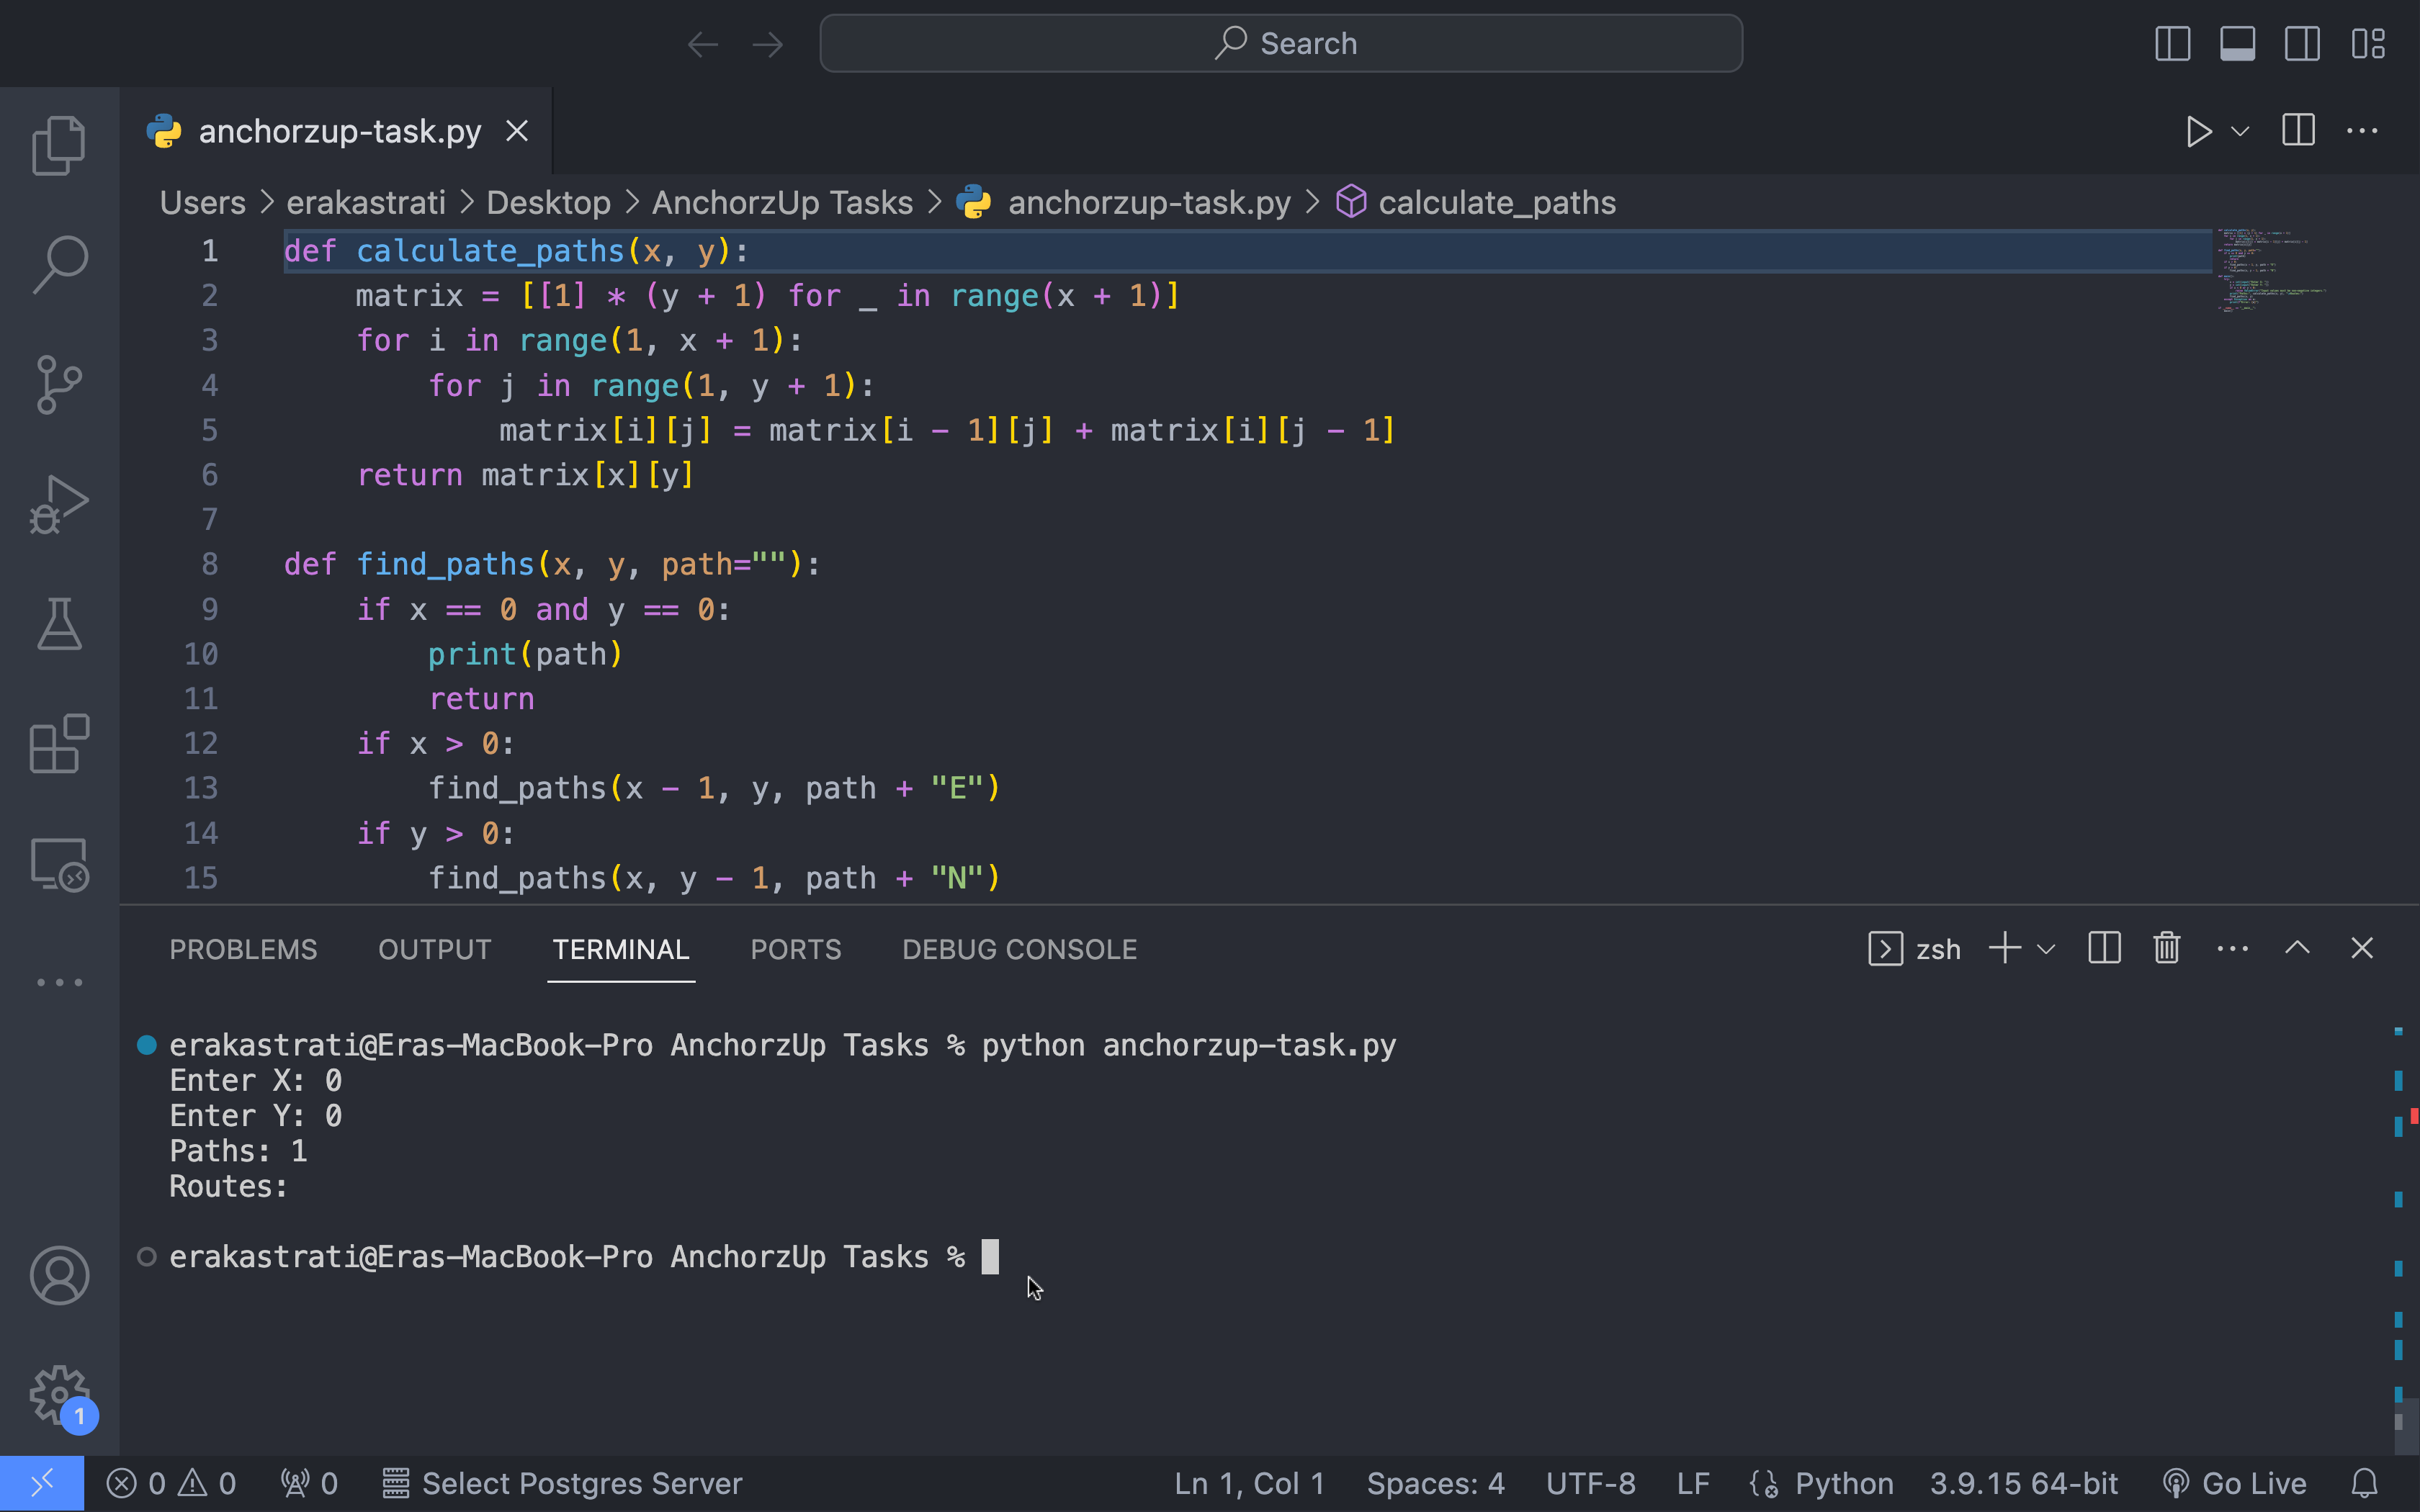 Search
anchorzup-task.py
Users > erakastrati > Desktop > AnchorzUp Tasks > anchorzup-task.py > calculate_paths
1 def calculate_paths(x, y):
2     matrix = [[1] * (y + 1) for _ in range(x + 1)]
3     for i in range(1, x + 1):
4         for j in range(1, y + 1):
5             matrix[i][j] = matrix[i - 1][j] + matrix[i][j - 1]
6     return matrix[x][y]
7
8 def find_paths(x, y, path=""):
9     if x == 0 and y == 0:
10         print(path)
11         return
12     if x > 0:
13         find_paths(x - 1, y, path + "E")
14     if y > 0:
15         find_paths(x, y - 1, path + "N")
PROBLEMS OUTPUT TERMINAL PORTS DEBUG CONSOLE zsh
erakastrati@Eras-MacBook-Pro AnchorzUp Tasks % python anchorzup-task.py
Enter X: 0
Enter Y: 0
Paths: 1
Routes:
erakastrati@Eras-MacBook-Pro AnchorzUp Tasks %
1
0 0 0 Select Postgres Server Ln 1, Col 1 Spaces: 4 UTF-8 LF Python 3.9.15 64-bit Go Live